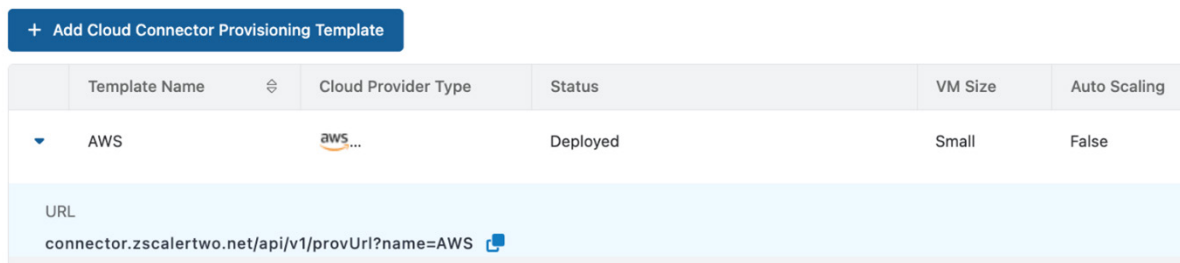 + Add Cloud Connector Provisioning Template
Template Name Cloud Provider Type Status VM Size Auto Scaling
AWS aws... Deployed Small False
URL
connector.zscalertwo.net/api/v1/provUrl?name=AWS